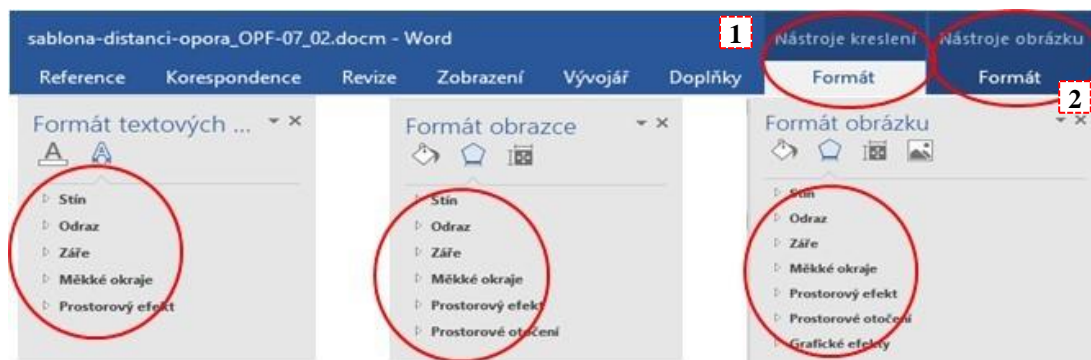 sablona-distanci-opora_OPF-07_02.docm - Word
1
Nástroje kreslení
Nástroje obrázku
Reference Korespondence Revize Zobrazení Vývojář Doplňky Formát Formát
2
Formát textových ...
Stín
Odraz
Záře
Měkké okraje
Prostorový efekt
Formát obrazce
Stín
Odraz
Záře
Měkké okraje
Prostorový efekt
Prostorové otočení
Formát obrázku
Stín
Odraz
Záře
Měkké okraje
Prostorový efekt
Prostorové otočení
Grafické efekty